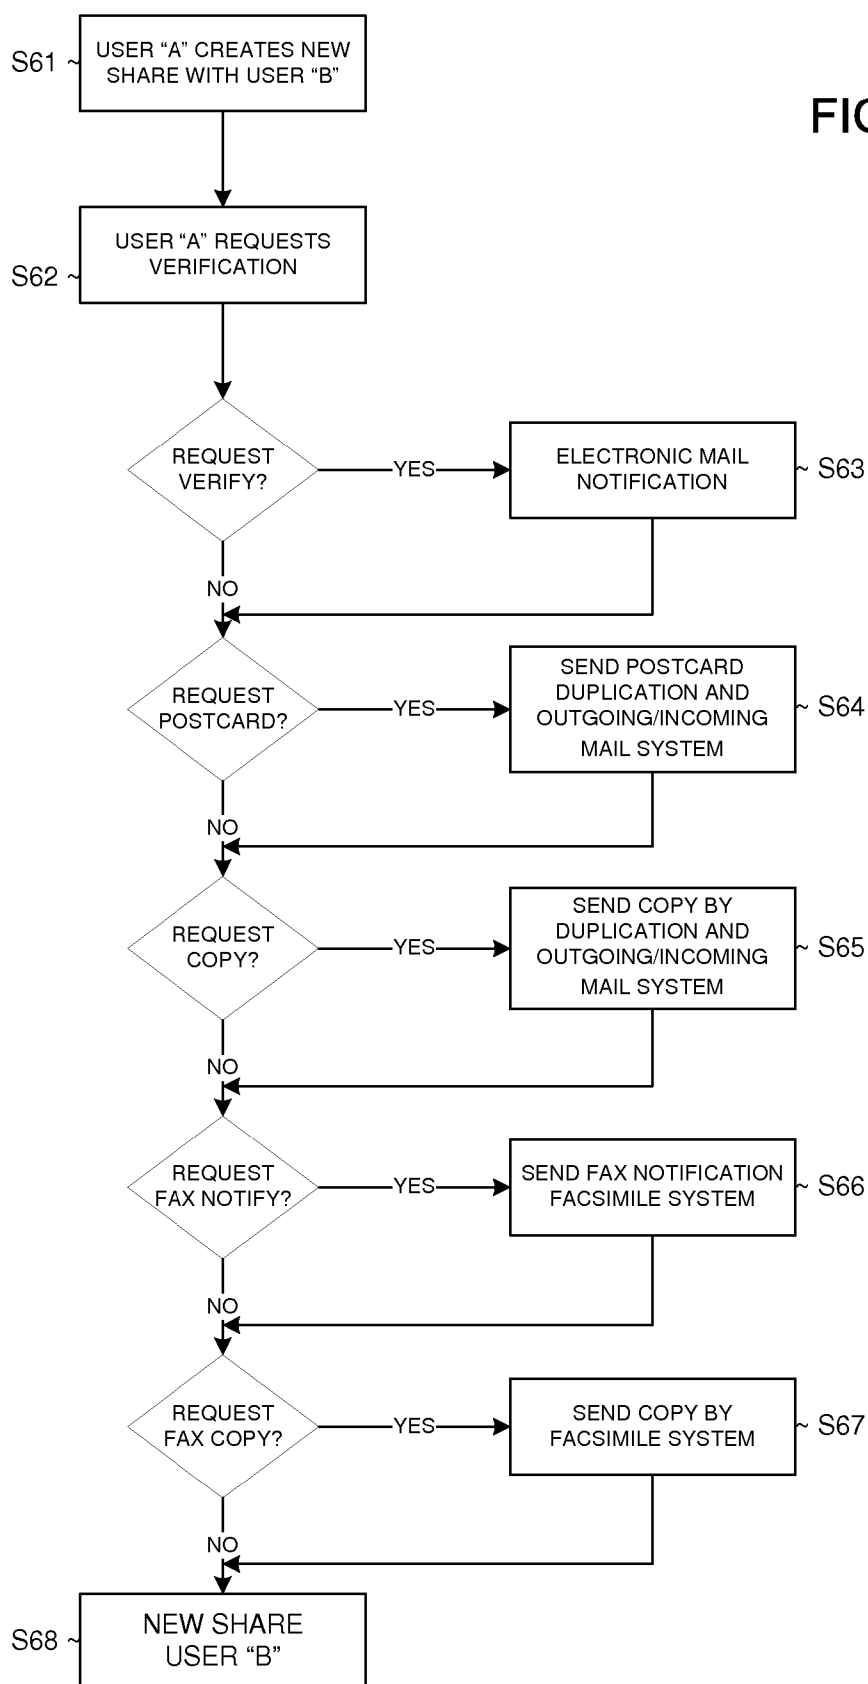 USER “A” CREATES NEW
SHARE WITH USER “B”
S61 ~
FIG
USER “A” REQUESTS
VERIFICATION
S62 ~
REQUEST
VERIFY?
YES
ELECTRONIC MAIL
NOTIFICATION
~ S63
NO
REQUEST
POSTCARD?
YES
SEND POSTCARD
DUPLICATION AND
OUTGOING/INCOMING
MAIL SYSTEM
~ S64
NO
REQUEST
COPY?
YES
SEND COPY BY
DUPLICATION AND
OUTGOING/INCOMING
MAIL SYSTEM
~ S65
NO
REQUEST
FAX NOTIFY?
YES
SEND FAX NOTIFICATION
FACSIMILE SYSTEM
~ S66
NO
REQUEST
FAX COPY?
YES
SEND COPY BY
FACSIMILE SYSTEM
~ S67
NO
S68 ~
NEW SHARE
USER “B”